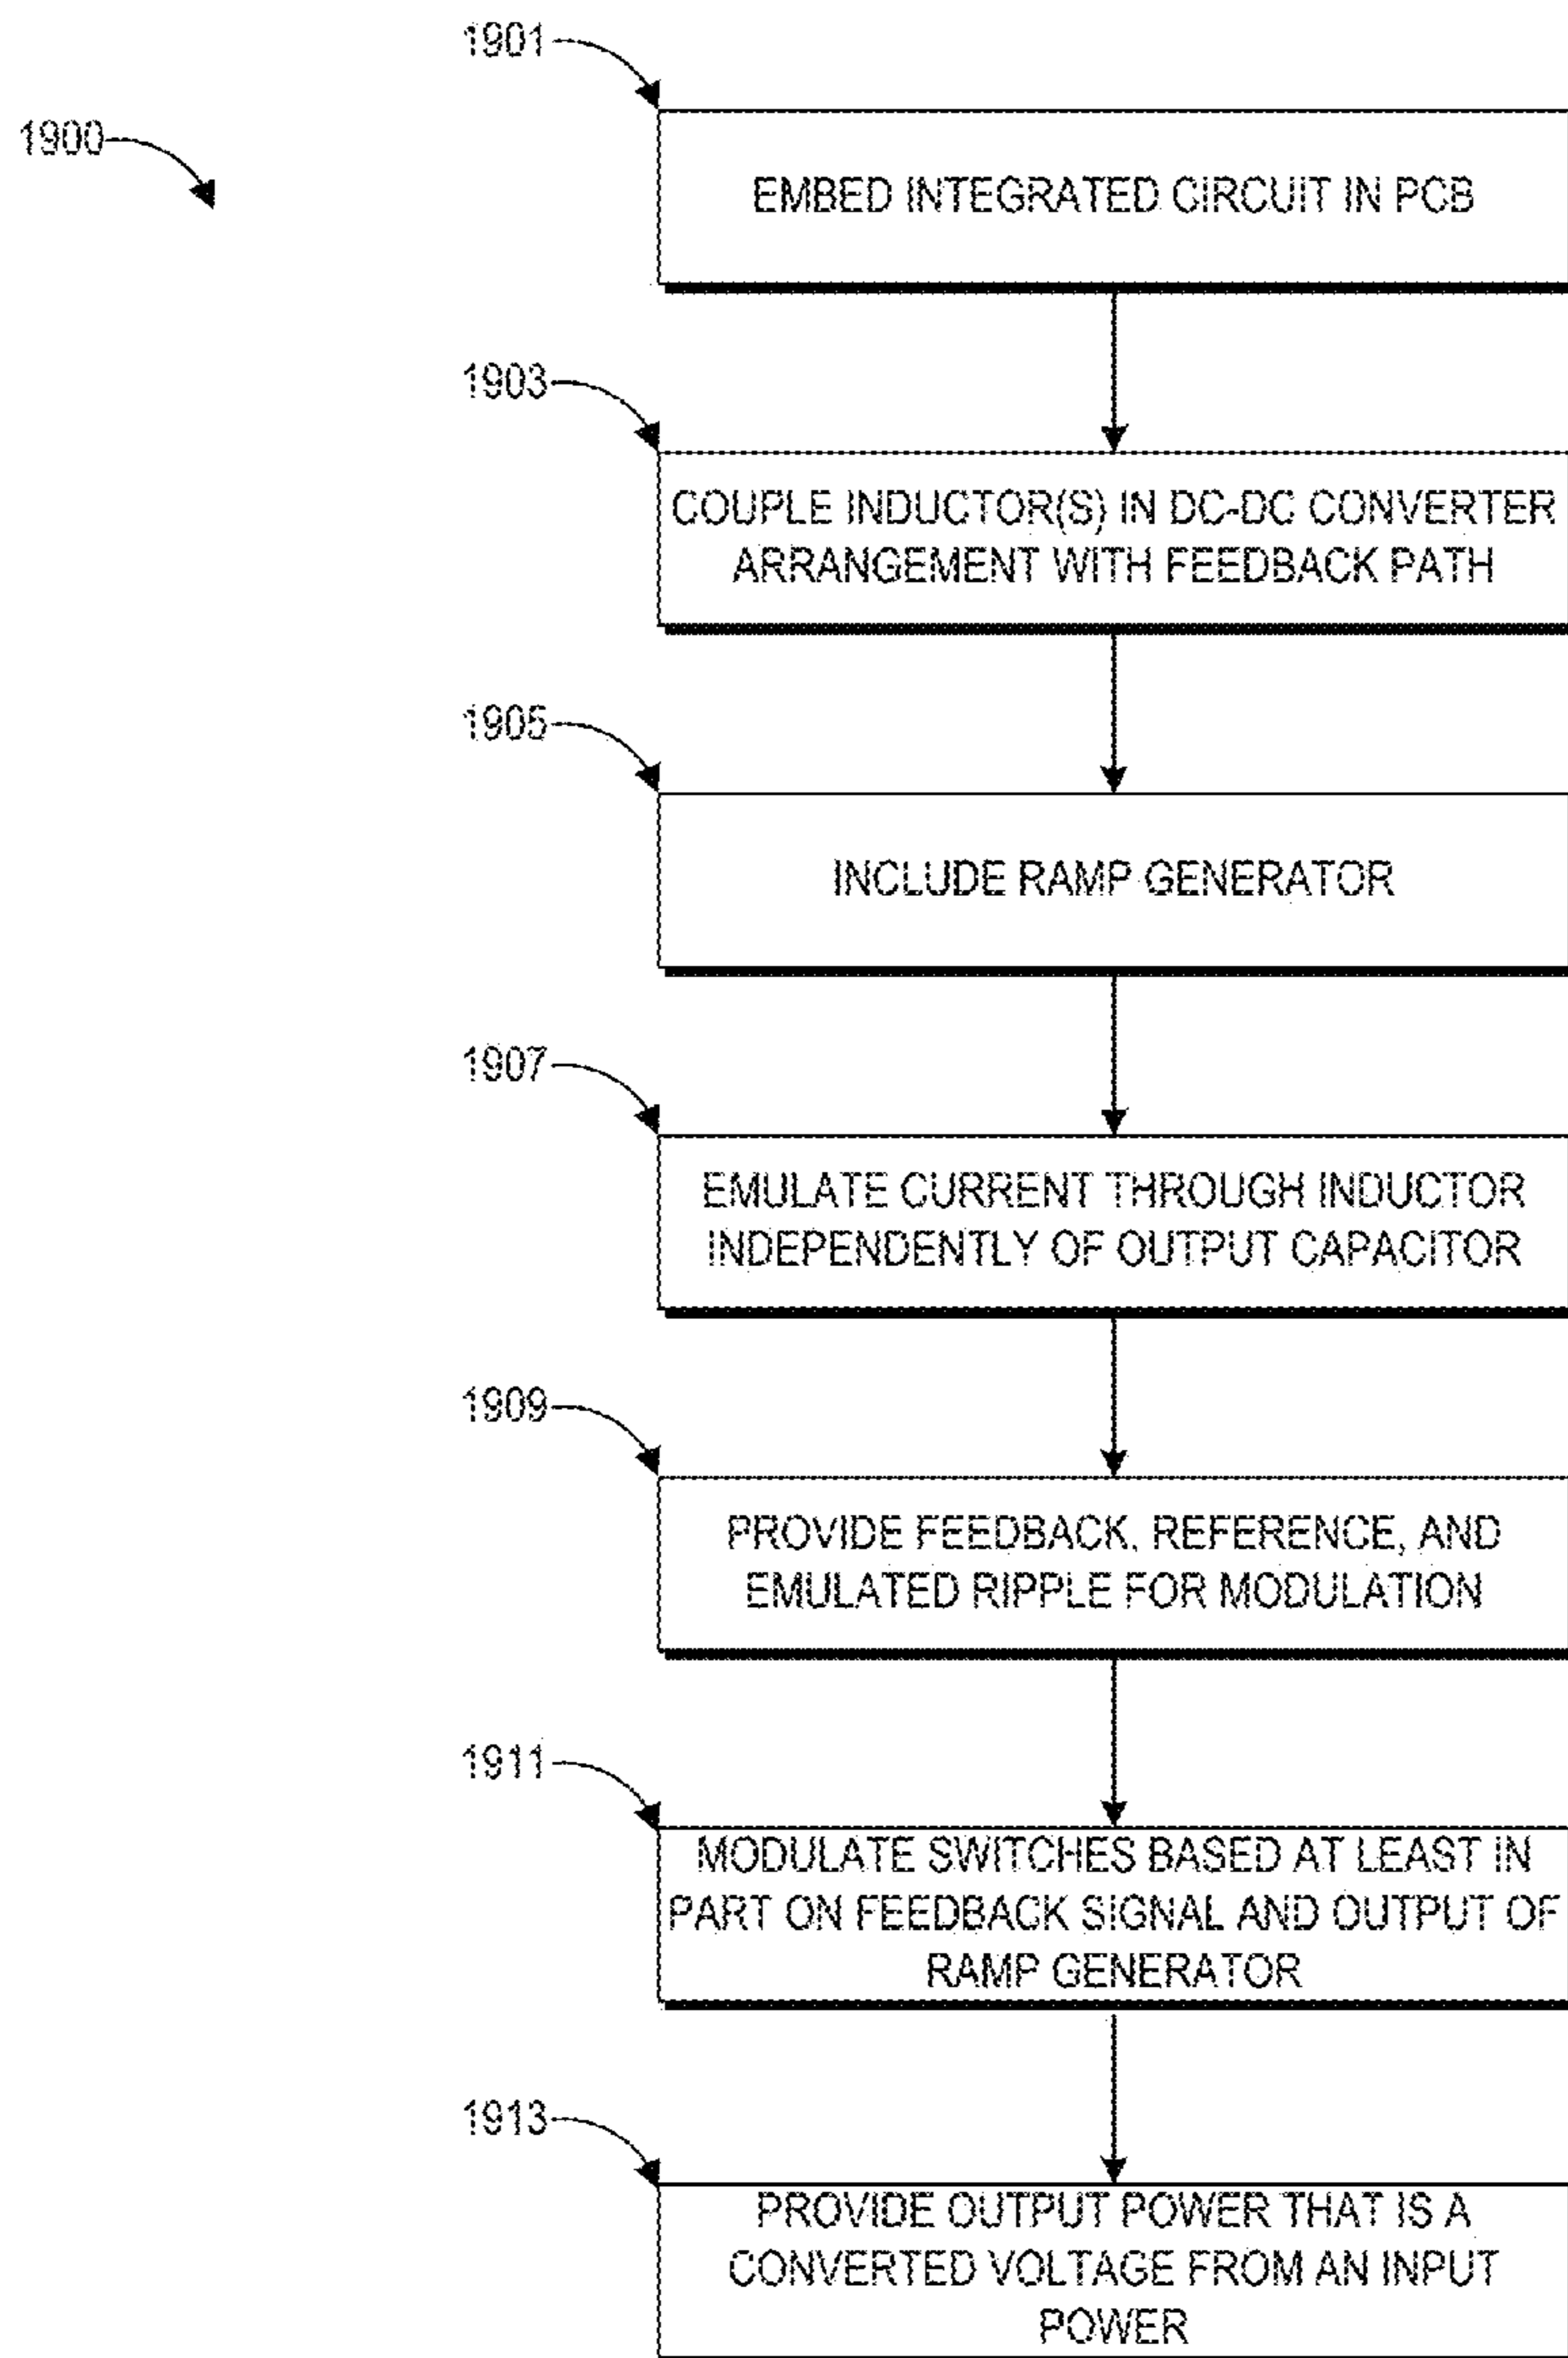 1901
1900
EMBED INTEGRATED CIRCUIT IN PCB
1903
COUPLE INDUCTOR(S) IN DC-DC CONVERTER
ARRANGEMENT WITH FEEDBACK PATH
1905
INCLUDE RAMP GENERATOR
1907
EMULATE CURRENT THROUGH INDUCTOR
INDEPENDENTLY OF OUTPUT CAPACITOR
1909
PROVIDE FEEDBACK, REFERENCE, AND
EMULATED RIPPLE FOR MODULATION
1911
MODULATE SWITCHES BASED AT LEAST IN
PART ON FEEDBACK SIGNAL AND OUTPUT OF
RAMP GENERATOR
1913
PROVIDE OUTPUT POWER THAT IS A
CONVERTED VOLTAGE FROM AN INPUT
POWER